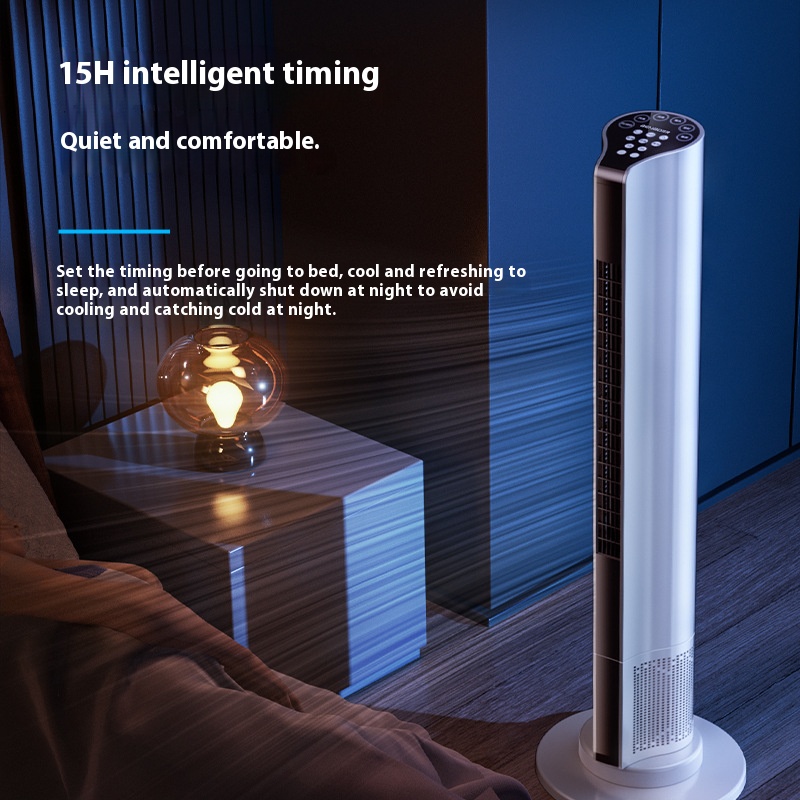 15H intelligent timing
Quiet and comfortable.
Set the timing before going to bed, cool and refreshing to
sleep, and automatically shut down at night to avoid
cooling and catching cold at night.